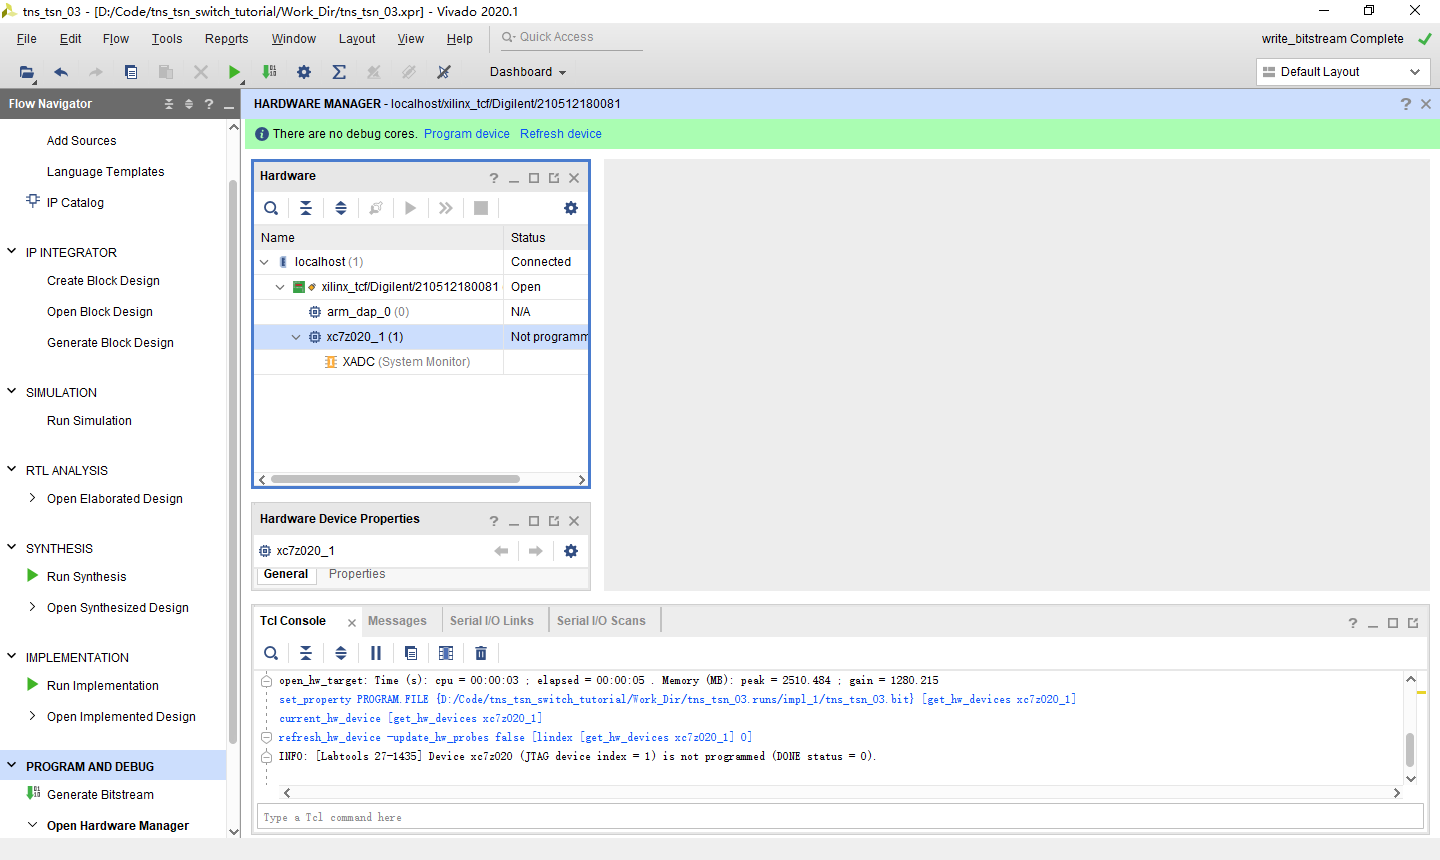 tns_tsn_03 - [D:/Code/tns_tsn_switch_tutorial/Work_Dir/tns_tsn_03.xpr] - Vivado 2020.1
File Edit Flow Tools Reports Window Layout View Help Quick Access
write_bitstream Complete
Dashboard
Default Layout
Flow Navigator
HARDWARE MANAGER - localhost/xilinx_tcf/Digilent/210512180081
There are no debug cores. Program device Refresh device
Add Sources
Language Templates
IP Catalog
IP INTEGRATOR
Create Block Design
Open Block Design
Generate Block Design
SIMULATION
Run Simulation
RTL ANALYSIS
Open Elaborated Design
SYNTHESIS
Run Synthesis
Open Synthesized Design
IMPLEMENTATION
Run Implementation
Open Implemented Design
PROGRAM AND DEBUG
Generate Bitstream
Open Hardware Manager
Hardware
Name Status
localhost (1) Connected
xilinx_tcf/Digilent/210512180081 Open
arm_dap_0 (0) N/A
xc7z020_1 (1) Not programm
XADC (System Monitor)
Hardware Device Properties
xc7z020_1
General Properties
Tcl Console Messages Serial I/O Links Serial I/O Scans
open_hw_target: Time (s): cpu = 00:00:03 ; elapsed = 00:00:05 . Memory (MB): peak = 2510.484 ; gain = 1280.215
set_property PROGRAM.FILE {D:/Code/tns_tsn_switch_tutorial/Work_Dir/tns_tsn_03.runs/impl_1/tns_tsn_03.bit} [get_hw_devices xc7z020_1]
current_hw_device [get_hw_devices xc7z020_1]
refresh_hw_device -update_hw_probes false [lindex [get_hw_devices xc7z020_1] 0]
INFO: [Labtools 27-1435] Device xc7z020 (JTAG device index = 1) is not programmed (DONE status = 0).
Type a Tcl command here